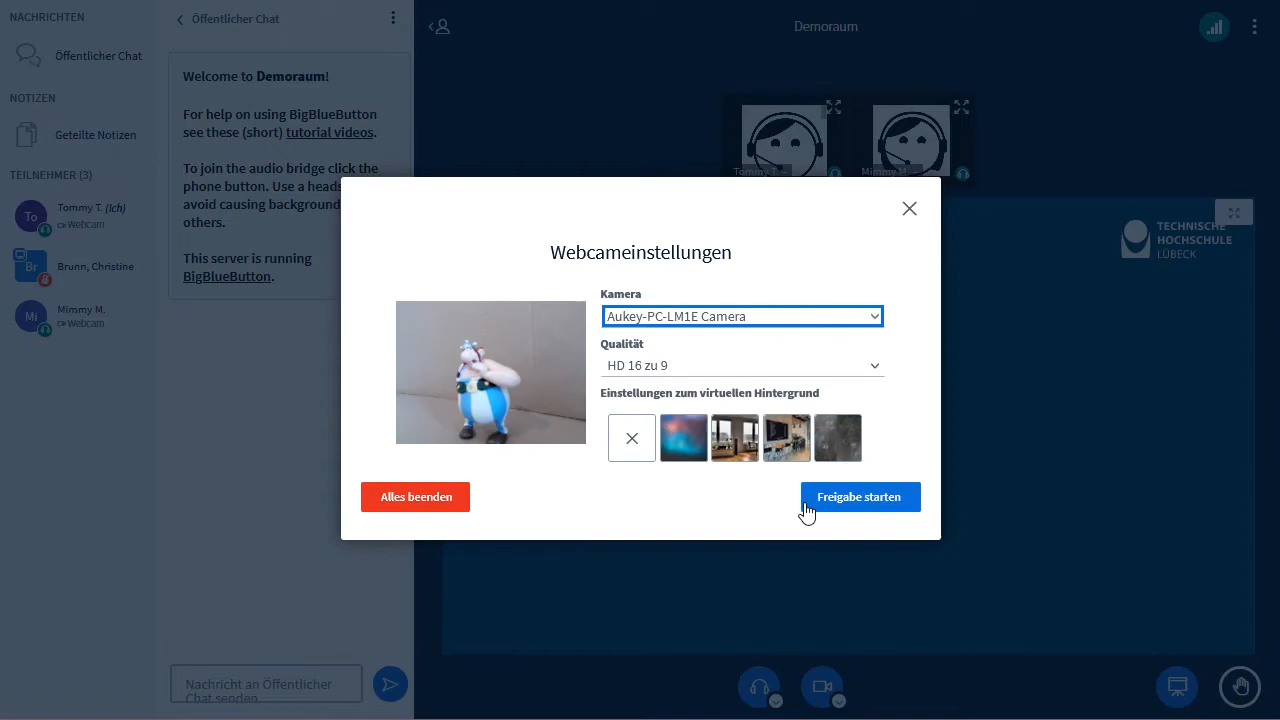 NACHRICHTEN
Öffentlicher Chat
NOTIZEN
Geteilte Notizen
TEILNEHMER (3)
To
Tommy T. (Ich)
Webcam
Br
Brunn, Christine
Mi
Mimmy M.
Webcam
Öffentlicher Chat
Welcome to Demoraum!
For help on using BigBlueButton
see these (short) tutorial videos.
To join the audio bridge click the
phone button. Use a heads
avoid causing background
others.
This server is running
BigBlueButton.
Nachricht an Öffentlicher
Chat senden
Demoraum
Tommy T.
Mimmy M.
TECHNISCHE
HOCHSCHULE
LÜBECK
Webcameinstellungen
Kamera
Aukey-PC-LM1E Camera
Qualität
HD 16 zu 9
Einstellungen zum virtuellen Hintergrund
Alles beenden
Freigabe starten